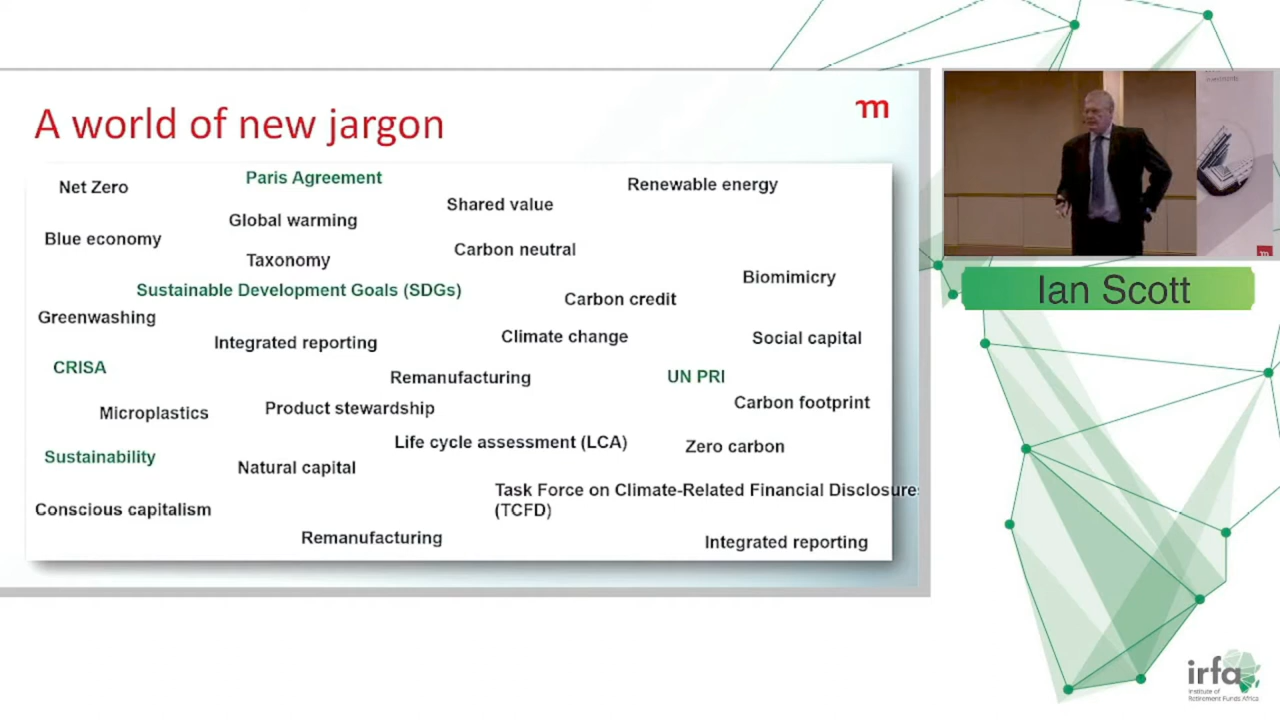 A world of new jargon
m
Net Zero
Paris Agreement
Renewable energy
Shared value
Global warming
Blue economy
Carbon neutral
Taxonomy
Biomimicry
Sustainable Development Goals (SDGs)
Carbon credit
Greenwashing
Climate change
Social capital
Integrated reporting
CRISA
Remanufacturing
UN PRI
Carbon footprint
Microplastics
Product stewardship
Life cycle assessment (LCA)
Zero carbon
Sustainability
Natural capital
Task Force on Climate-Related Financial Disclosure
(TCFD)
Conscious capitalism
Remanufacturing
Integrated reporting
Ian Scott
irfa
Institute of
Retirement Funds Africa